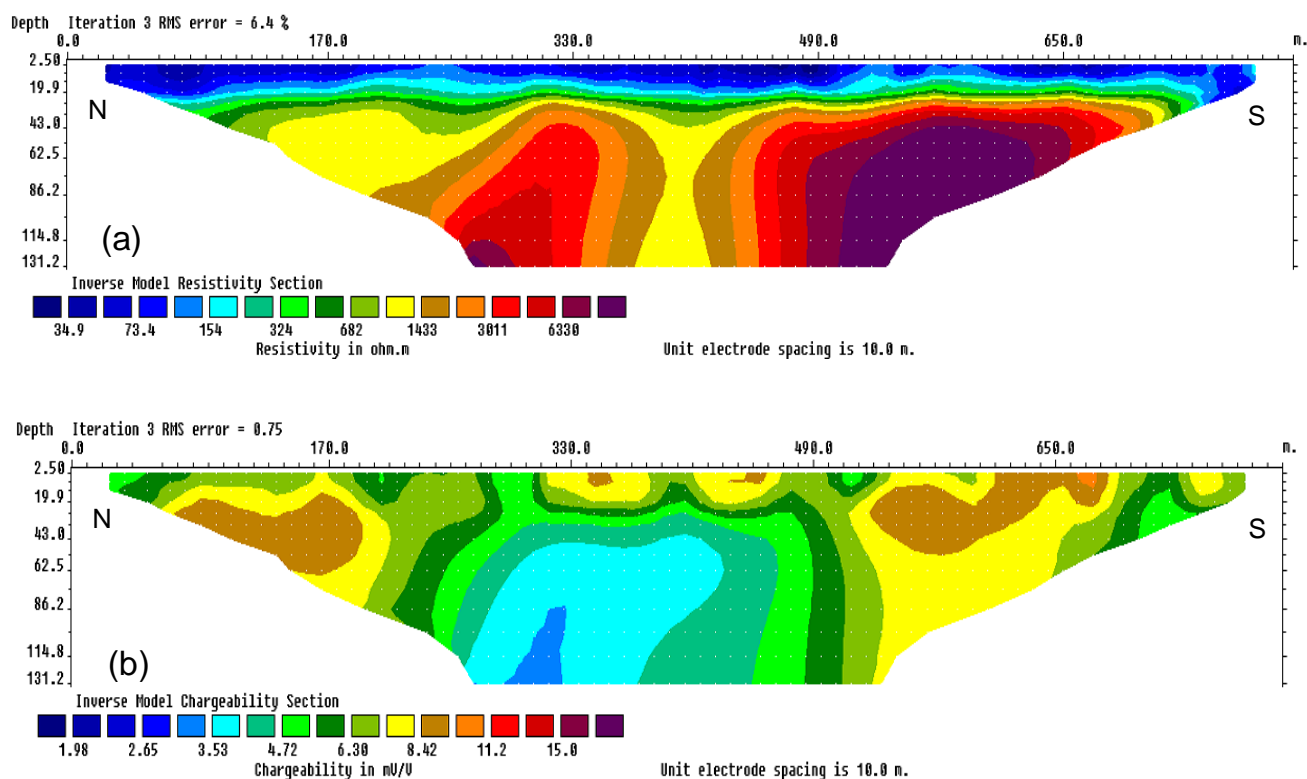 Depth Iteration 3 RMS error = 6.4 %
0.0 170.0 330.0 490.0 650.0 m.
2.50
19.9
43.0
62.5
86.2
114.8
131.2
N
S
(a)
Inverse Model Resistivity Section
34.9 73.4 154 324 682 1433 3011 6330
Resistivity in ohm.m Unit electrode spacing is 10.0 m.
Depth Iteration 3 RMS error = 0.75
0.0 170.0 330.0 490.0 650.0 m.
2.50
19.9
43.0
62.5
86.2
114.8
131.2
N
S
(b)
Inverse Model Chargeability Section
1.98 2.65 3.53 4.72 6.30 8.42 11.2 15.0
Chargeability in mV/V Unit electrode spacing is 10.0 m.